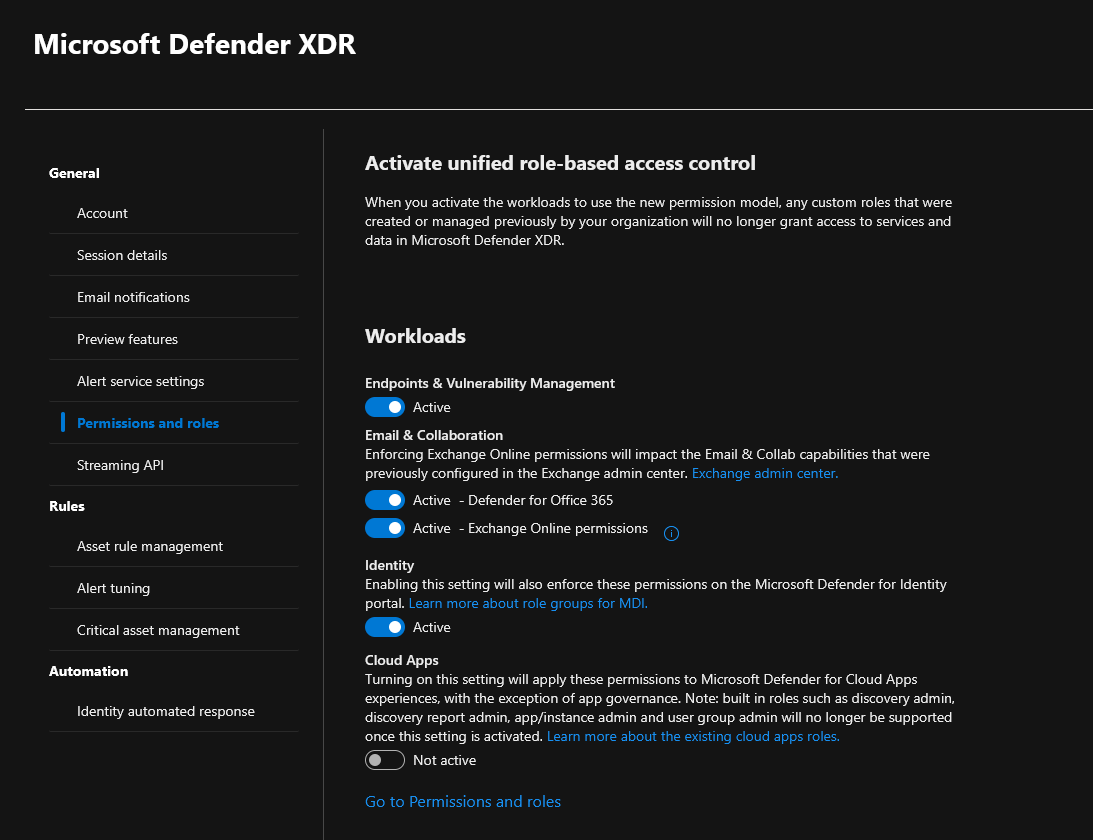 Microsoft Defender XDR
General
Account
Session details
Email notifications
Preview features
Alert service settings
Permissions and roles
Streaming API
Rules
Asset rule management
Alert tuning
Critical asset management
Automation
Identity automated response
Activate unified role-based access control
When you activate the workloads to use the new permission model, any custom roles that were
created or managed previously by your organization will no longer grant access to services and
data in Microsoft Defender XDR.
Workloads
Endpoints & Vulnerability Management
Active
Email & Collaboration
Enforcing Exchange Online permissions will impact the Email & Collab capabilities that were
previously configured in the Exchange admin center. Exchange admin center.
Active - Defender for Office 365
Active - Exchange Online permissions
Identity
Enabling this setting will also enforce these permissions on the Microsoft Defender for Identity
portal. Learn more about role groups for MDI.
Active
Cloud Apps
Turning on this setting will apply these permissions to Microsoft Defender for Cloud Apps
experiences, with the exception of app governance. Note: built in roles such as discovery admin,
discovery report admin, app/instance admin and user group admin will no longer be supported
once this setting is activated. Learn more about the existing cloud apps roles.
Not active
Go to Permissions and roles